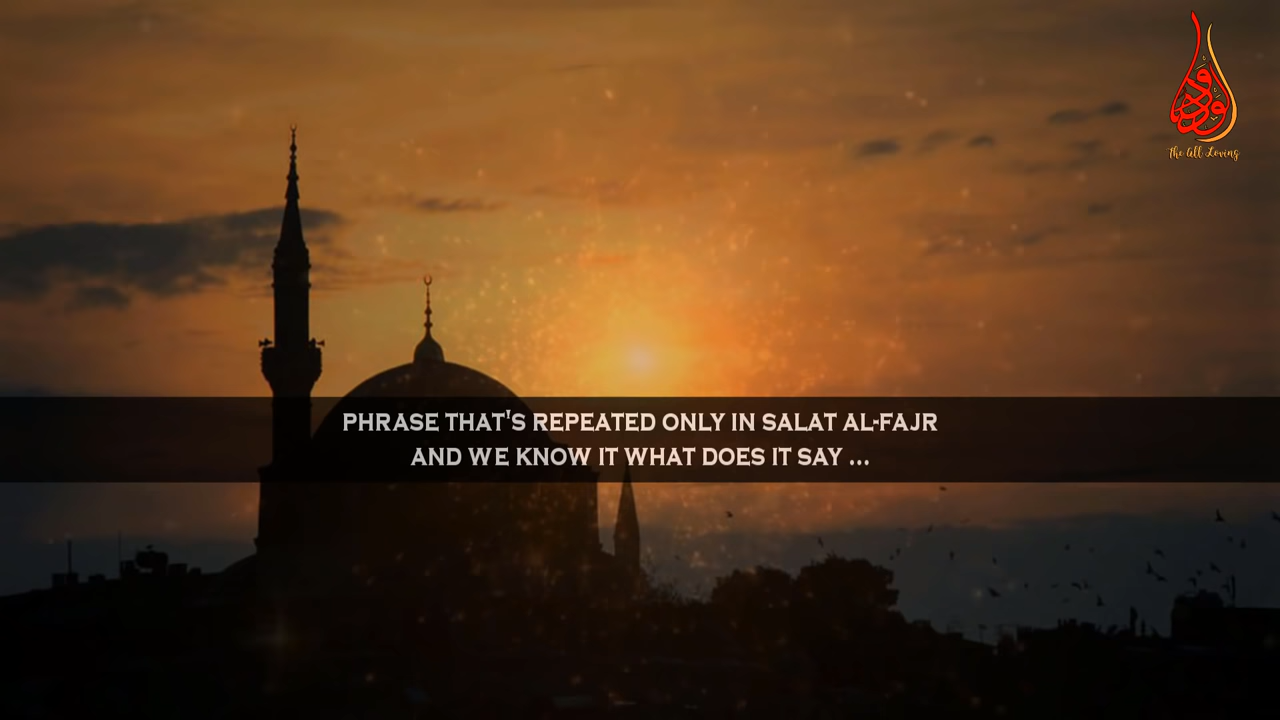 الودود
The All Loving
PHRASE THAT'S REPEATED ONLY IN SALAT AL-FAJR
AND WE KNOW IT WHAT DOES IT SAY ...